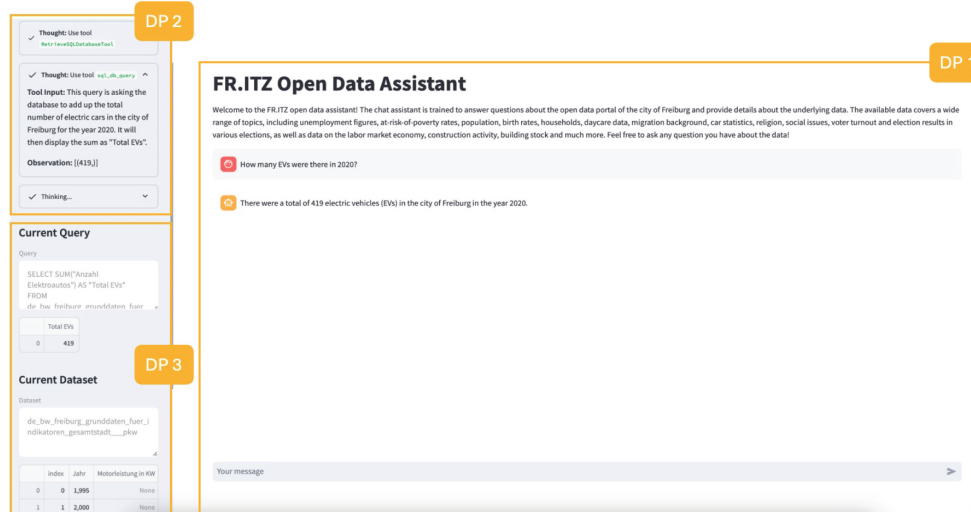 DP 2
Thought: Use tool
RetrieveSQLDatabaseTool
Thought: Use tool sql_db_query
Tool Input: This query is asking the
database to add up the total
number of electric cars in the city of
Freiburg for the year 2020. It will
then display the sum as "Total EVs".
Observation: [(419,)]
Thinking...
Current Query
Query
SELECT SUM("Anzahl
Elektroautos") AS "Total EVs"
FROM
de_bw_freiburg_grunddaten_fuer
Total EVs
0 419
DP 3
Current Dataset
Dataset
de_bw_freiburg_grunddaten_fuer_i
ndikatoren_gesamtstadt___pkw
index Jahr Motorleistung in KW
0 0 1,995 None
1 1 2,000 None
DP 1
FR.ITZ Open Data Assistant
Welcome to the FR.ITZ open data assistant! The chat assistant is trained to answer questions about the open data portal of the city of Freiburg and provide details about the underlying data. The available data covers a wide
range of topics, including unemployment figures, at-risk-of-poverty rates, population, birth rates, households, daycare data, migration background, car statistics, religion, social issues, voter turnout and election results in
various elections, as well as data on the labor market economy, construction activity, building stock and much more. Feel free to ask any question you have about the data!
How many EVs were there in 2020?
There were a total of 419 electric vehicles (EVs) in the city of Freiburg in the year 2020.
Your message